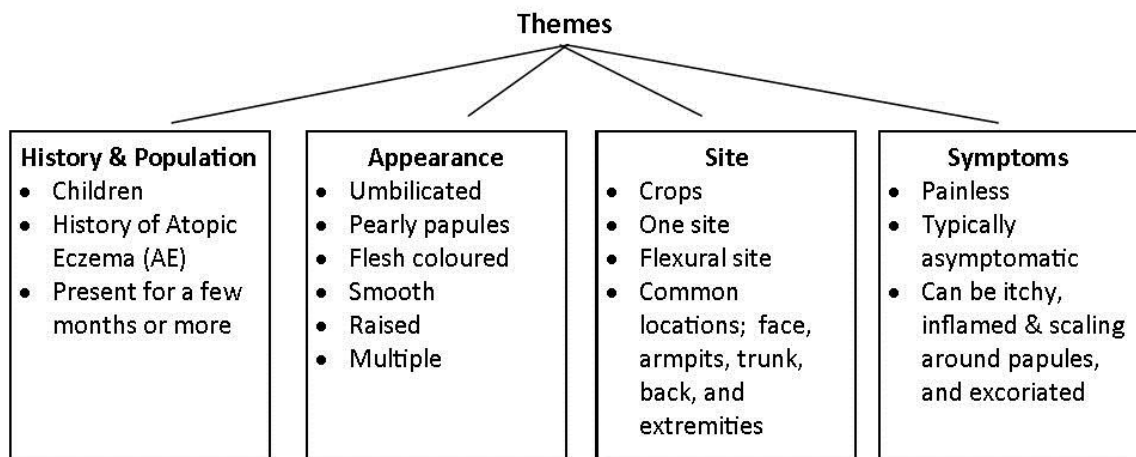 Themes
History & Population
• Children
• History of Atopic
Eczema (AE)
• Present for a few
months or more
Appearance
• Umbilicated
• Pearly papules
• Flesh coloured
• Smooth
• Raised
• Multiple
Site
• Crops
• One site
• Flexural site
• Common
locations; face,
armpits, trunk,
back, and
extremities
Symptoms
• Painless
• Typically
asymptomatic
• Can be itchy,
inflamed & scaling
around papules,
and excoriated